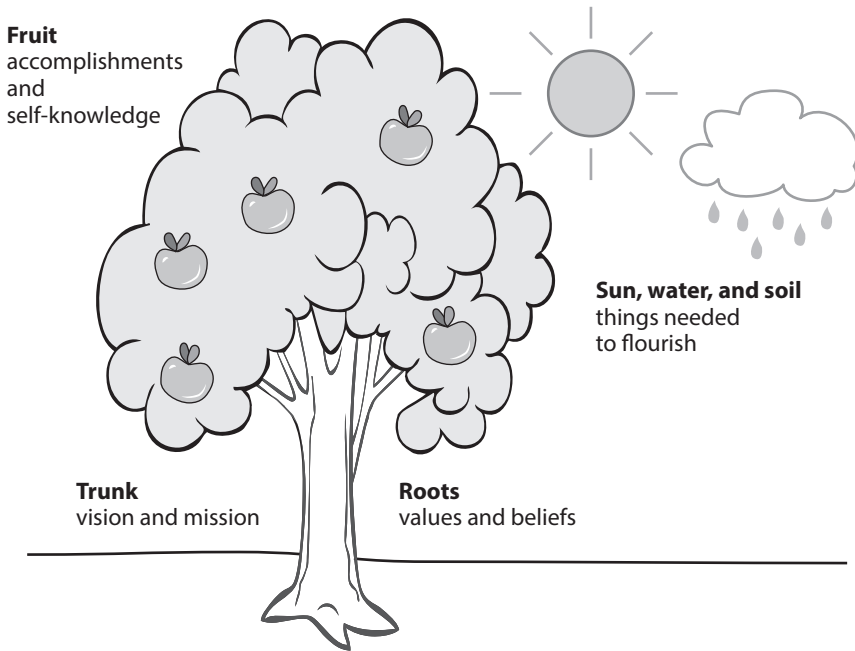 Fruit
accomplishments
and
self-knowledge
Sun, water, and soil
things needed
to flourish
Trunk
vision and mission
Roots
values and beliefs